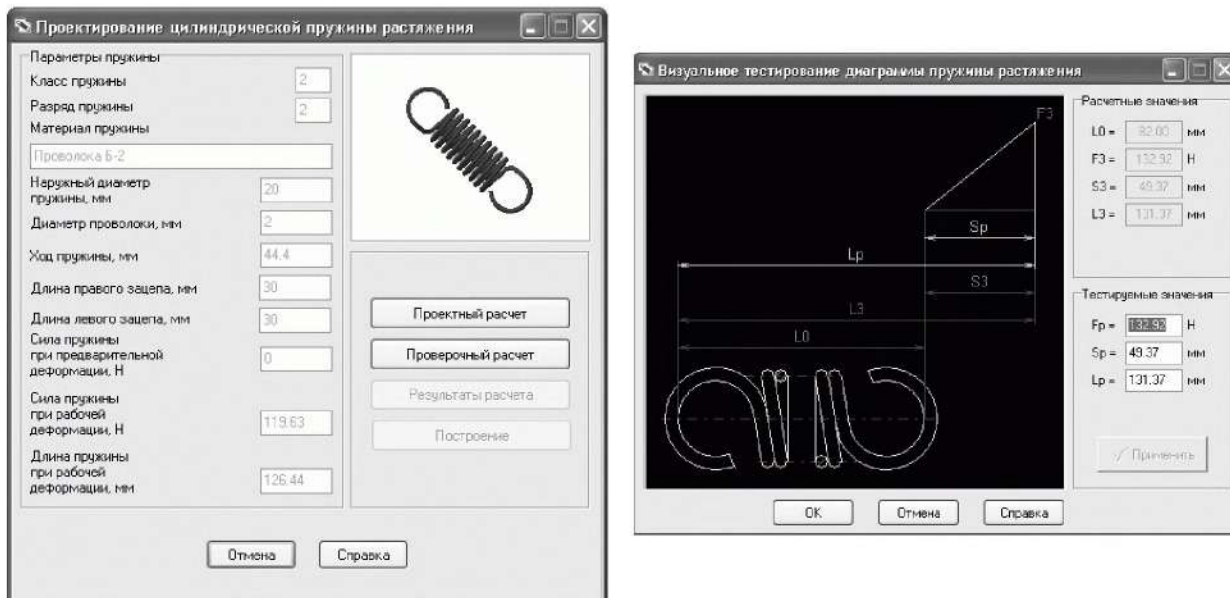 Проектирование цилиндрической пружины растяжения
Параметры пружины
Класс пружины 2
Разряд пружины 2
Материал пружины
Проволока Б-2
Наружный диаметр
пружины, мм 20
Диаметр проволоки, мм 2
Ход пружины, мм 44.4
Длина правого зацепа, мм 30
Длина левого зацепа, мм 30
Сила пружины
при предварительной
деформации, Н 0
Сила пружины
при рабочей
деформации, Н 119.63
Длина пружины
при рабочей
деформации, мм 126.44
Проектный расчет
Проверочный расчет
Результаты расчета
Построение
Отмена Справка
Визуальное тестирование диаграммы пружины растяжения
F3
Sp
Lp
S3
L3
L0
Расчетные значения
L0 = 82.00 мм
F3 = 132.92 Н
S3 = 49.37 мм
L3 = 131.37 мм
Тестируемые значения
Fp = 132.92 Н
Sp = 49.37 мм
Lp = 131.37 мм
Применить
OK Отмена Справка